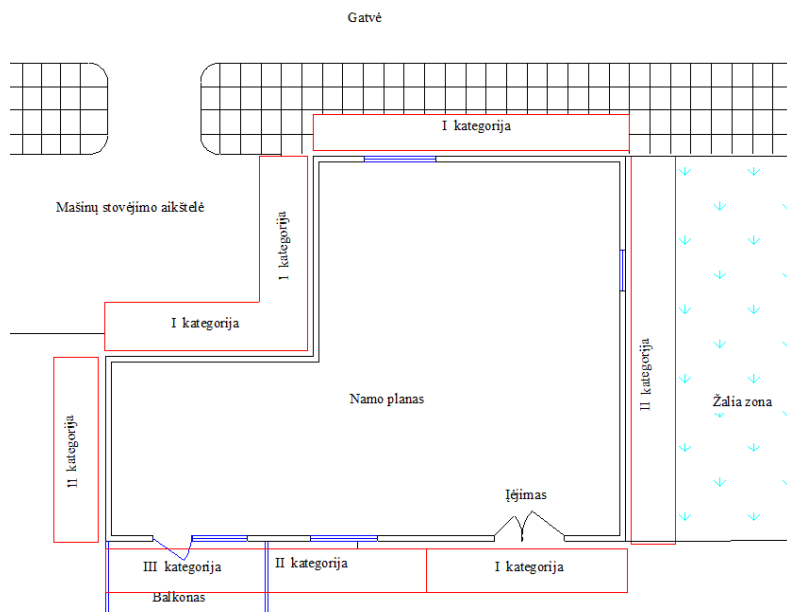 Gatvė
I kategorija
Mašinų stovėjimo aikštelė
I kategorija
I kategorija
II kategorija
II kategorija
Namo planas
Žalia zona
Įėjimas
III kategorija
II kategorija
I kategorija
Balkonas